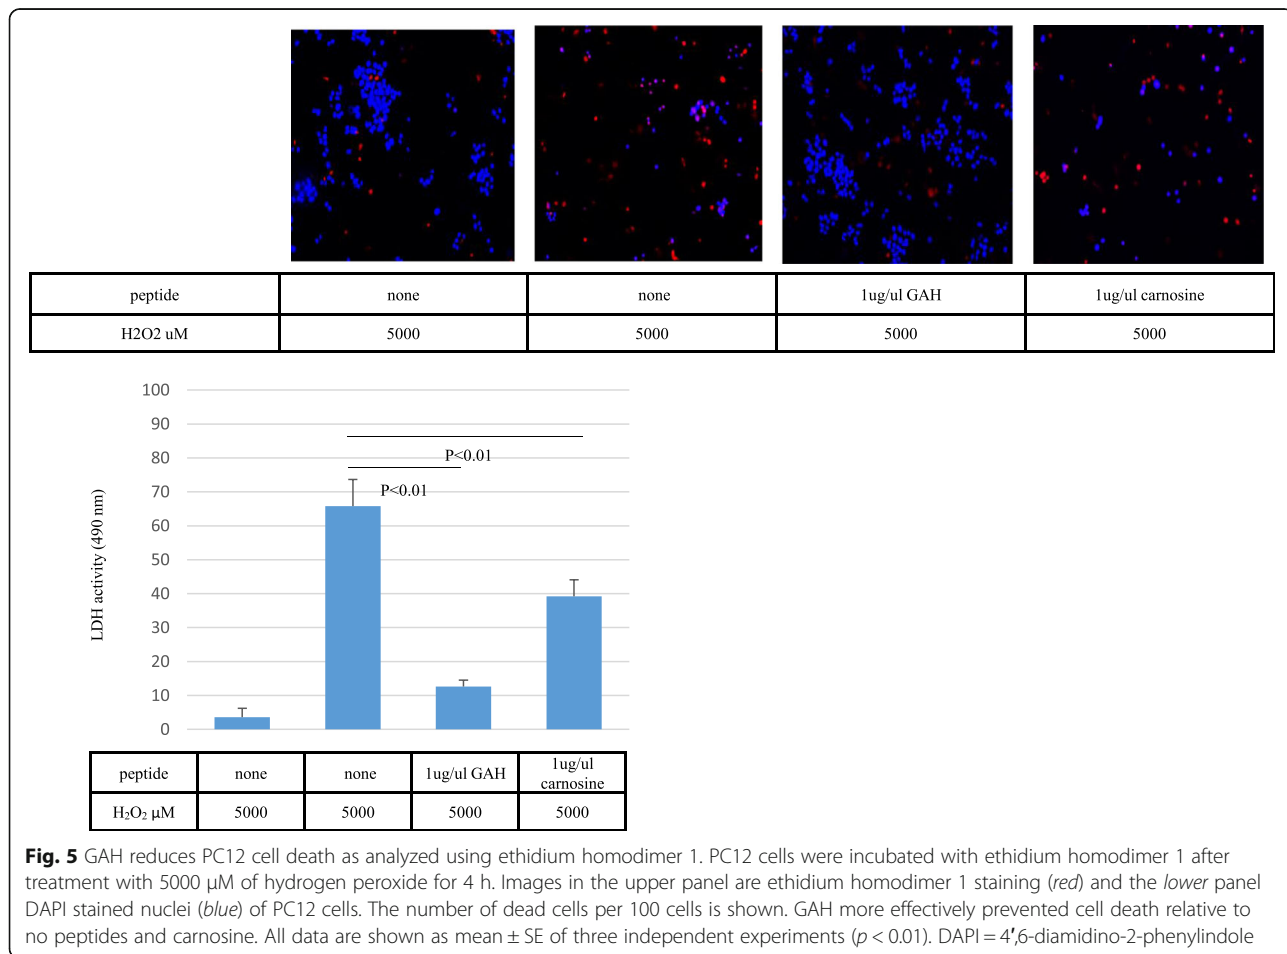 peptide none none 1ug/ul GAH 1ug/ul carnosine
H2O2 uM 5000 5000 5000 5000
100
90
80
70
60
50
40
30
20
10
0
LDH activity (490 nm)
P<0.01
P<0.01
peptide none none 1ug/ul GAH 1ug/ul carnosine
H₂O₂ μM 5000 5000 5000 5000
Fig. 5 GAH reduces PC12 cell death as analyzed using ethidium homodimer 1. PC12 cells were incubated with ethidium homodimer 1 after
treatment with 5000 μM of hydrogen peroxide for 4 h. Images in the upper panel are ethidium homodimer 1 staining (red) and the lower panel
DAPI stained nuclei (blue) of PC12 cells. The number of dead cells per 100 cells is shown. GAH more effectively prevented cell death relative to
no peptides and carnosine. All data are shown as mean ± SE of three independent experiments (p < 0.01). DAPI = 4′,6-diamidino-2-phenylindole